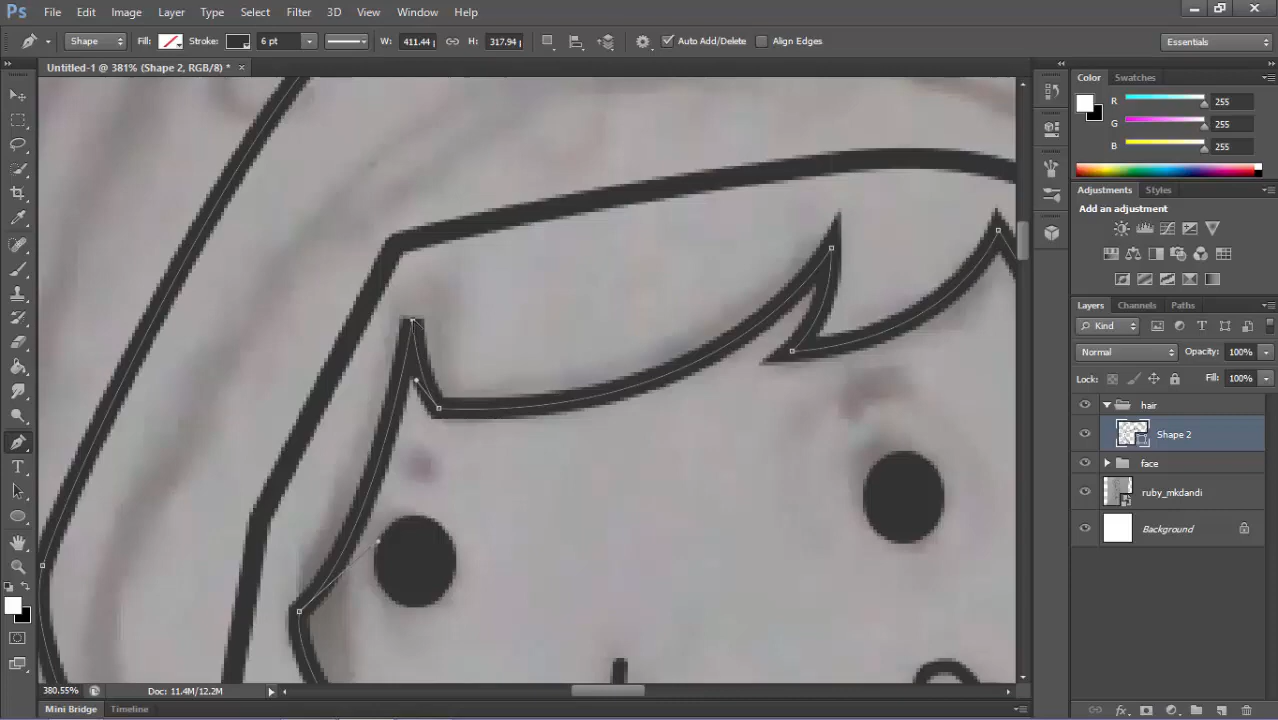 Ps File Edit Image Layer Type Select Filter 3D View Window Help
Shape Fill: Stroke: 6 pt W: 411.44 p H: 317.94 Auto Add/Delete Align Edges Essentials
Untitled-1 @ 381% (Shape 2, RGB/8) *
Color Swatches
R 255
G 255
B 255
Adjustments Styles
Add an adjustment
Layers Channels Paths
Kind
Normal Opacity: 100%
Lock: Fill: 100%
hair
Shape 2
face
ruby_mkdandi
Background
380.55% Doc: 11.4M/12.2M
Mini Bridge Timeline